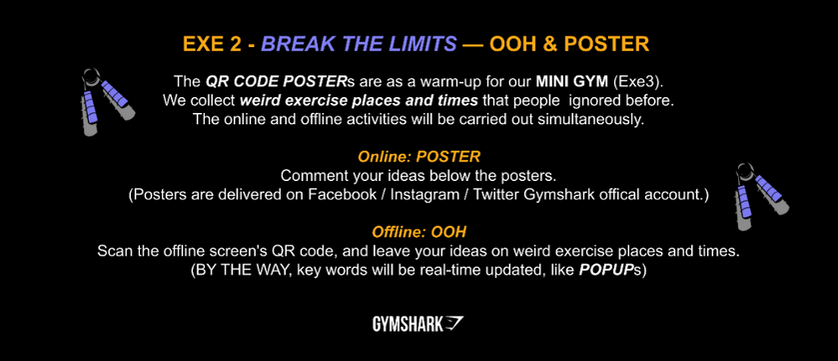 EXE 2 - BREAK THE LIMITS — OOH & POSTER
The QR CODE POSTERs are as a warm-up for our MINI GYM (Exe3).
We collect weird exercise places and times that people ignored before.
The online and offline activities will be carried out simultaneously.
Online: POSTER
Comment your ideas below the posters.
(Posters are delivered on Facebook / Instagram / Twitter Gymshark offical account.)
Offline: OOH
Scan the offline screen's QR code, and leave your ideas on weird exercise places and times.
(BY THE WAY, key words will be real-time updated, like POPUPs)
GYMSHARK